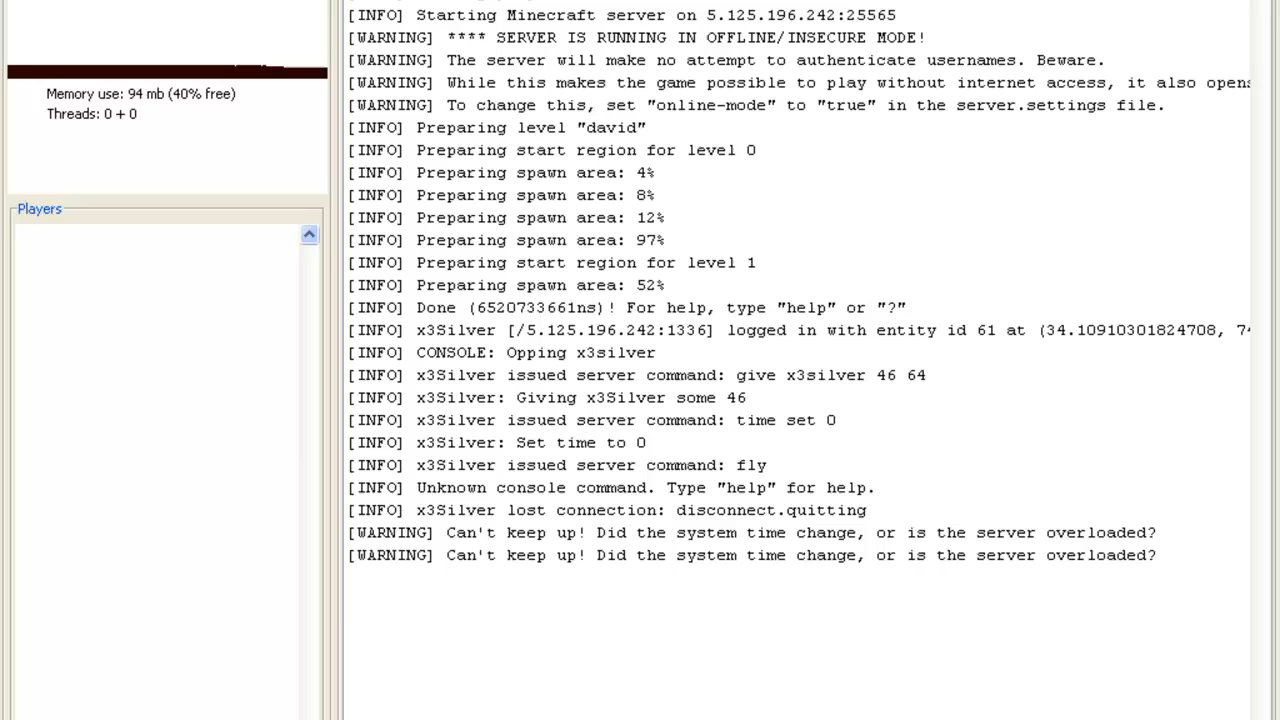 Memory use: 94 mb (40% free)
Threads: 0 + 0
Players
[INFO] Starting Minecraft server on 5.125.196.242:25565
[WARNING] **** SERVER IS RUNNING IN OFFLINE/INSECURE MODE!
[WARNING] The server will make no attempt to authenticate usernames. Beware.
[WARNING] While this makes the game possible to play without internet access, it also opens
[WARNING] To change this, set "online-mode" to "true" in the server.settings file.
[INFO] Preparing level "david"
[INFO] Preparing start region for level 0
[INFO] Preparing spawn area: 4%
[INFO] Preparing spawn area: 8%
[INFO] Preparing spawn area: 12%
[INFO] Preparing spawn area: 97%
[INFO] Preparing start region for level 1
[INFO] Preparing spawn area: 52%
[INFO] Done (6520733661ns)! For help, type "help" or "?"
[INFO] x3Silver [/5.125.196.242:1336] logged in with entity id 61 at (34.10910301824708, 74
[INFO] CONSOLE: Opping x3silver
[INFO] x3Silver issued server command: give x3silver 46 64
[INFO] x3Silver: Giving x3Silver some 46
[INFO] x3Silver issued server command: time set 0
[INFO] x3Silver: Set time to 0
[INFO] x3Silver issued server command: fly
[INFO] Unknown console command. Type "help" for help.
[INFO] x3Silver lost connection: disconnect.quitting
[WARNING] Can't keep up! Did the system time change, or is the server overloaded?
[WARNING] Can't keep up! Did the system time change, or is the server overloaded?